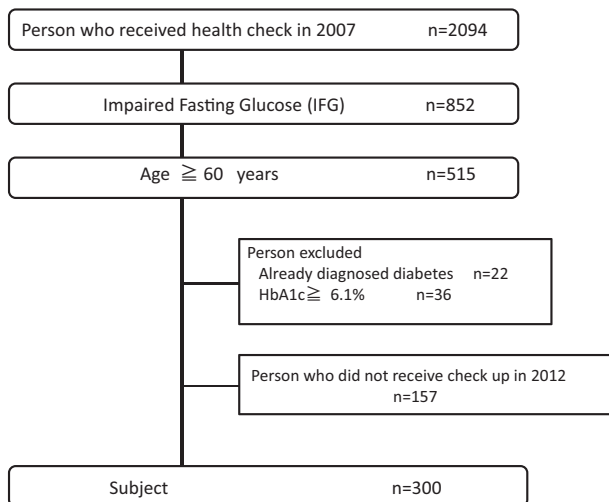 Person who received health check in 2007 n=2094
Impaired Fasting Glucose (IFG) n=852
Age ≧ 60 years n=515
Person excluded
Already diagnosed diabetes n=22
HbA1c≧ 6.1% n=36
Person who did not receive check up in 2012
n=157
Subject n=300